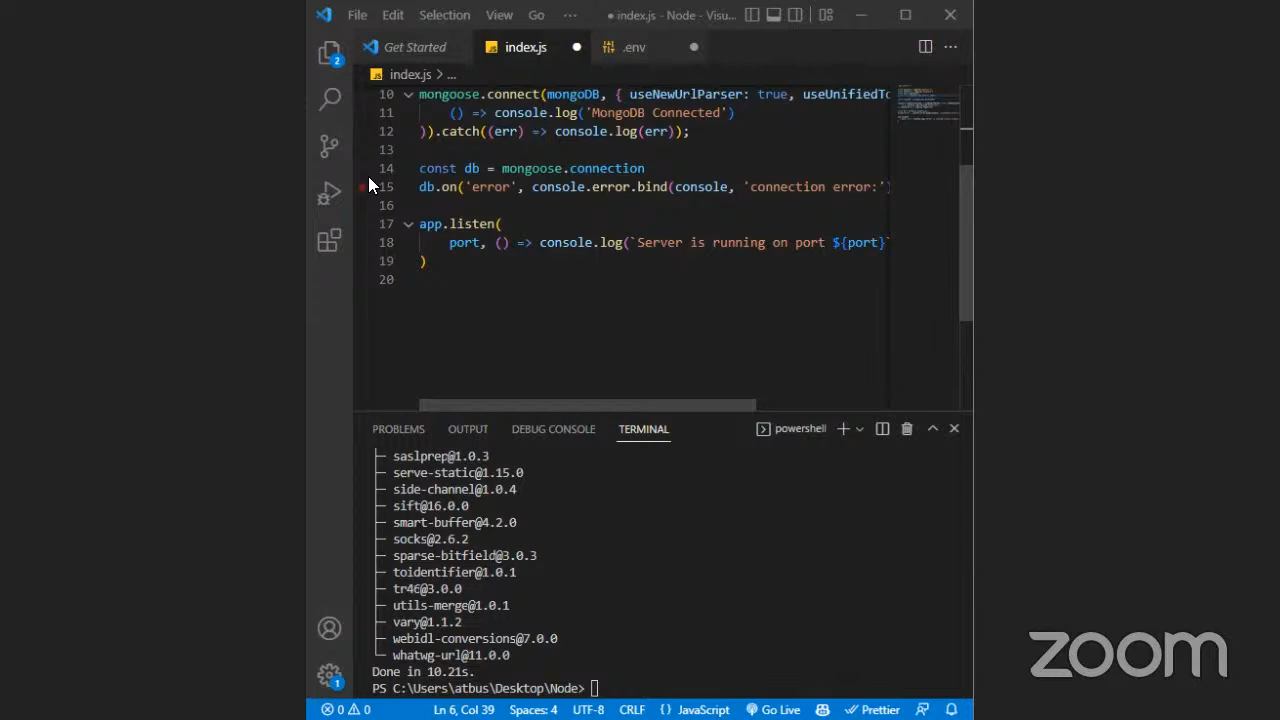 File Edit Selection View Go ··· ● index.js - Node - Visu...
Get Started index.js .env
index.js > ...
10 mongoose.connect(mongoDB, { useNewUrlParser: true, useUnifiedTo
11 () => console.log('MongoDB Connected')
12 )).catch((err) => console.log(err));
13
14 const db = mongoose.connection
15 db.on('error', console.error.bind(console, 'connection error:')
16
17 app.listen(
18 port, () => console.log(`Server is running on port ${port}`
19 )
20
PROBLEMS OUTPUT DEBUG CONSOLE TERMINAL powershell
├─ saslprep@1.0.3
├─ serve-static@1.15.0
├─ side-channel@1.0.4
├─ sift@16.0.0
├─ smart-buffer@4.2.0
├─ socks@2.6.2
├─ sparse-bitfield@3.0.3
├─ toidentifier@1.0.1
├─ tr46@3.0.0
├─ utils-merge@1.0.1
├─ vary@1.1.2
├─ webidl-conversions@7.0.0
└─ whatwg-url@11.0.0
Done in 10.21s.
PS C:\Users\atbus\Desktop\Node>
0 0 Ln 6, Col 39 Spaces: 4 UTF-8 CRLF {} JavaScript Go Live Prettier
2
1
zoom